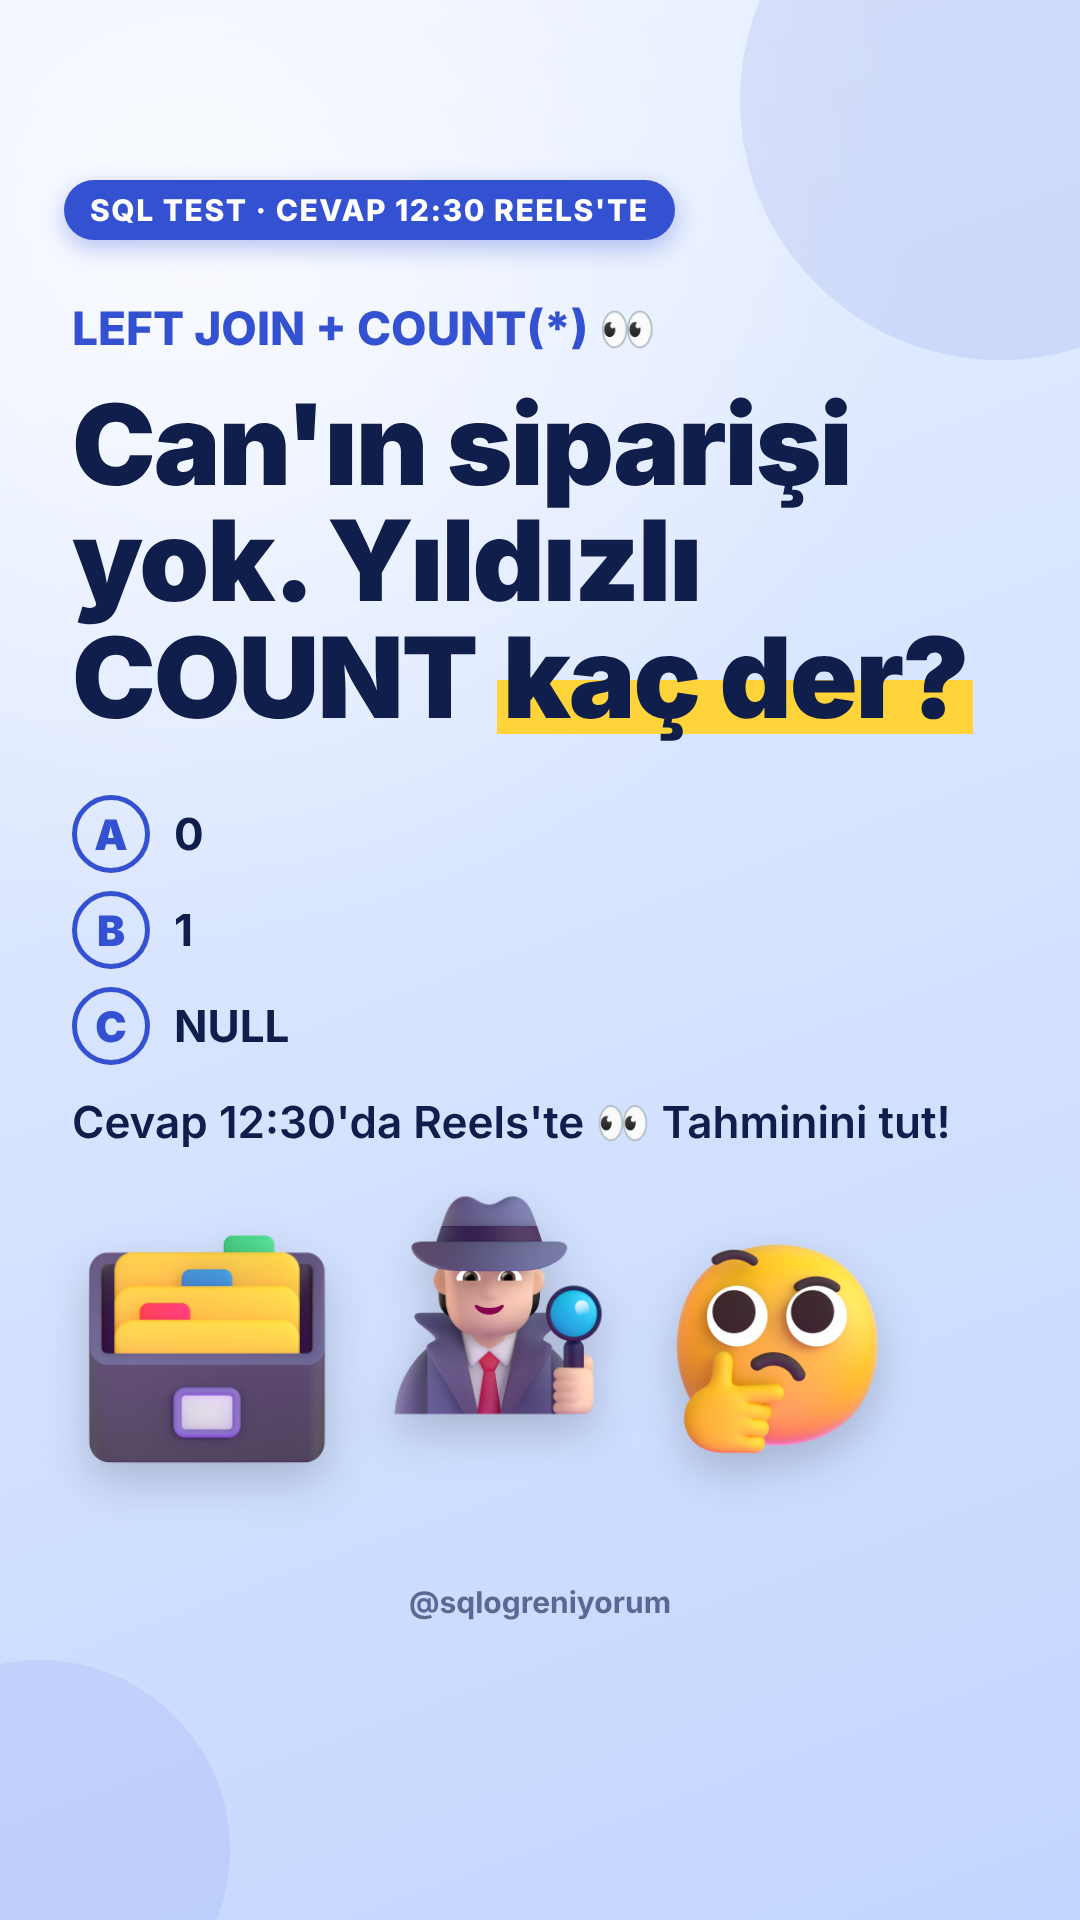 SQL TEST · CEVAP 12:30 REELS'TE
LEFT JOIN + COUNT(*) 👀
Can'ın siparişi
yok. Yıldızlı
COUNT kaç der?
A 0
B 1
C NULL
Cevap 12:30'da Reels'te 👀 Tahminini tut!
@sqlogreniyorum